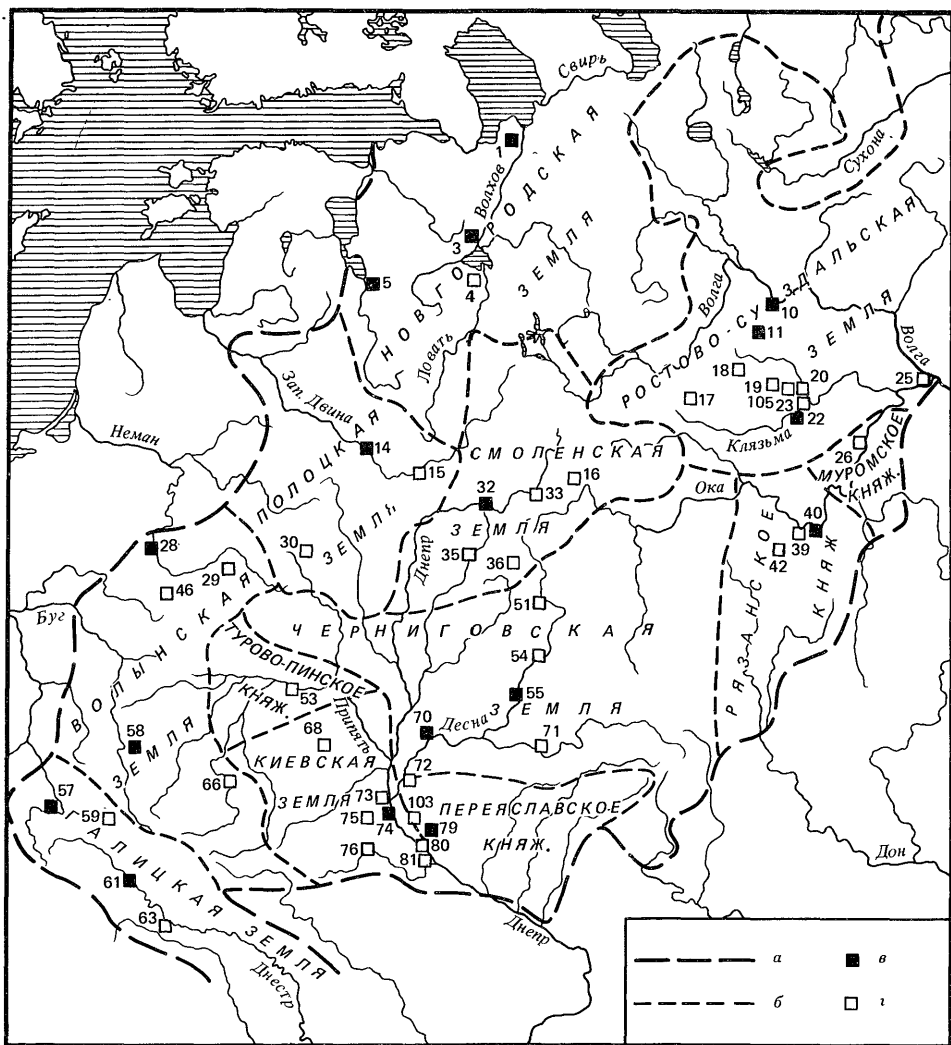 Свирь
1
Волхов
НОВГОРОДСКАЯ
ЗЕМЛЯ
Сухона
3
4
5
Ловать
Волга
РОСТОВО-СУЗДАЛЬСКАЯ
ЗЕМЛЯ
10
11
Волга
18
19
20
25
17
105
23
22
Клязьма
26
МУРОМСКОЕ
КНЯЖ.
Зап. Двина
Неман
14
15
ПОЛОЦКАЯ
ЗЕМЛЯ
СМОЛЕНСКАЯ
ЗЕМЛЯ
16
32
33
Ока
40
39
42
РЯЗАНСКОЕ
КНЯЖ
28
30
Днепр
35
36
29
46
Буг
51
ЧЕРНИГОВСКАЯ
ЗЕМЛЯ
ВОЛЫНСКАЯ
ЗЕМЛЯ
ТУРОВО-ПИНСКОЕ
КНЯЖ
54
53
Припять
55
58
68
70
Десна
71
КИЕВСКАЯ
ЗЕМЛЯ
66
72
57
59
73
103
ПЕРЕЯСЛАВСКОЕ
КНЯЖ.
75
74
79
80
76
81
ГАЛИЦКАЯ ЗЕМЛЯ
61
63
Дон
Днепр
Днестр
а
в
б
г